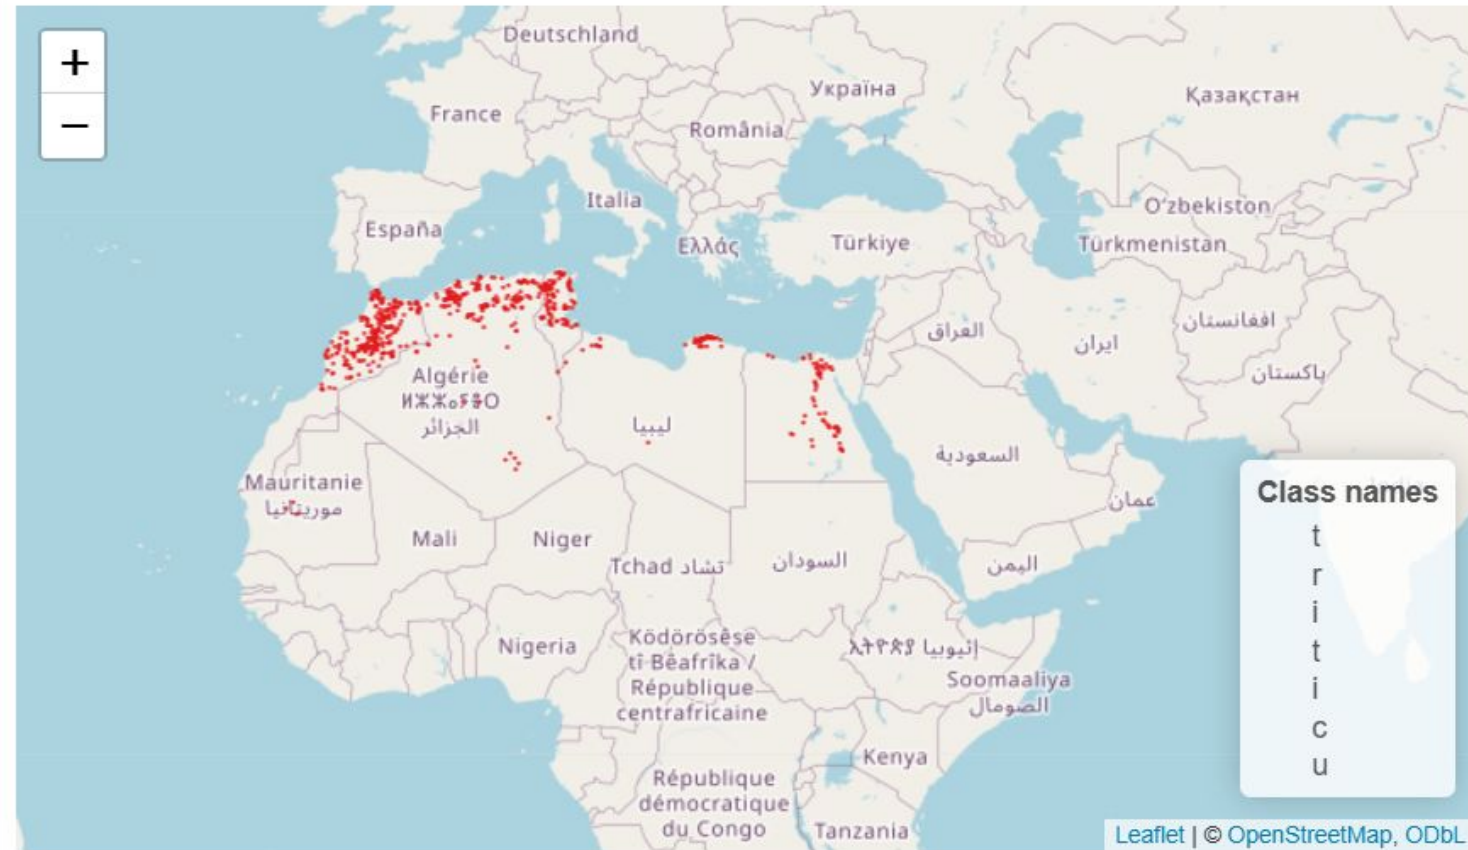 +
−
Deutschland
Україна
Қазақстан
France
România
Italia
Oʻzbekiston
España
Ελλάς
Türkiye
Türkmenistan
العراق
ایران
افغانستان
پاکستان
Algérie
ⵍⵣⵣⴰⵢⴻⵔ
الجزائر
ليبيا
السعودية
عمان
Mauritanie
موريتانيا
Mali
Niger
Tchad تشاد
السودان
اليمن
Nigeria
Ködörösêse
tî Bêafrîka /
République
centrafricaine
ኢትዮጵያ إثيوبيا
Soomaaliya
الصومال
Kenya
République
démocratique
du Congo
Tanzania
Class names
t
r
i
t
i
c
u
Leaflet | © OpenStreetMap, ODbL